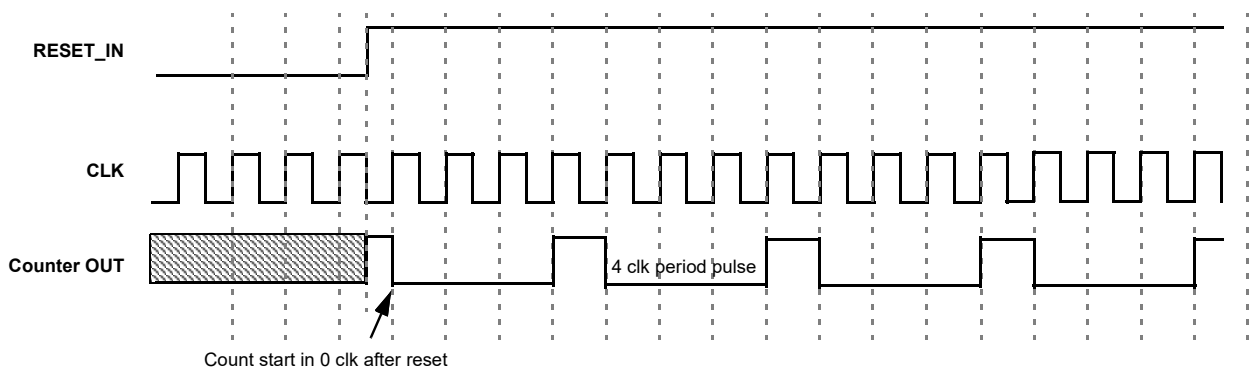 RESET_IN
CLK
Counter OUT
4 clk period pulse
Count start in 0 clk after reset